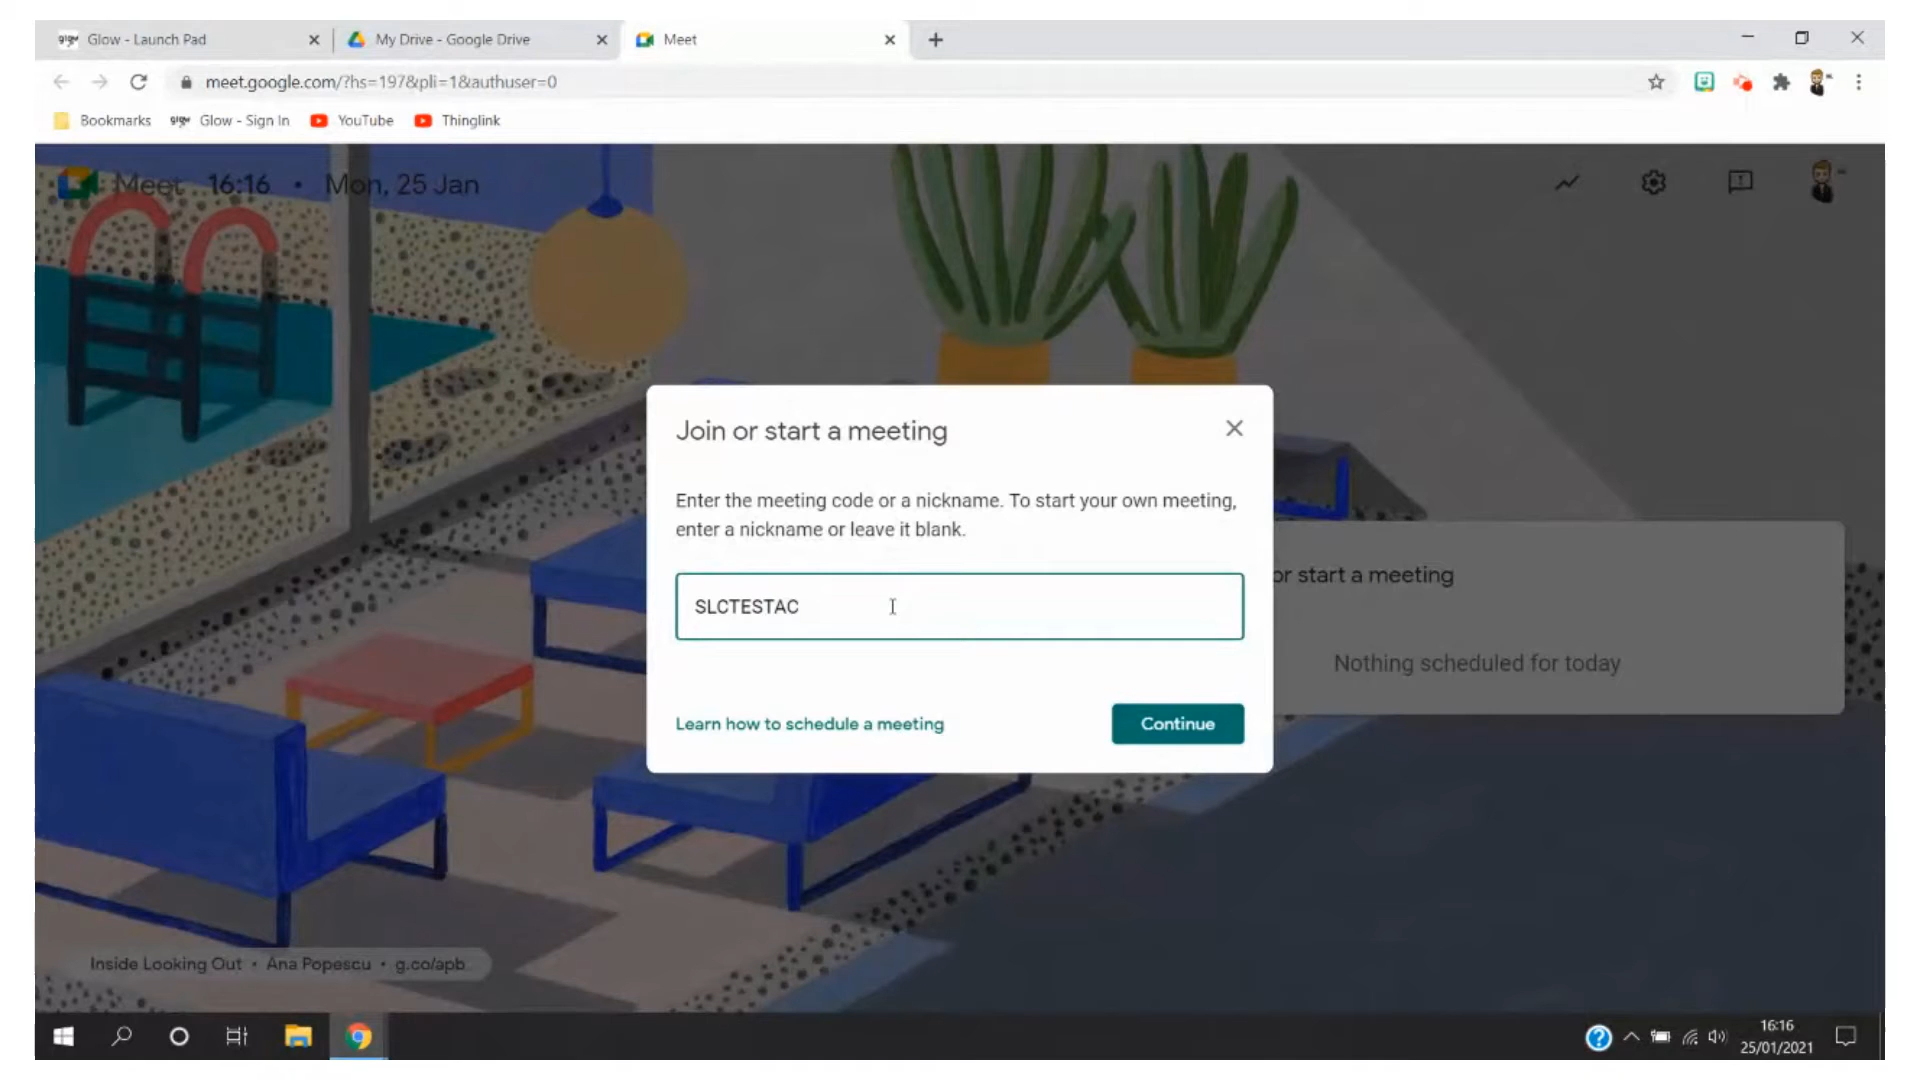 glow Glow - Launch Pad
My Drive - Google Drive
Meet
meet.google.com/?hs=197&pli=1&authuser=0
Bookmarks
glow Glow - Sign In
YouTube
Thinglink
Meet 16:16 • Mon, 25 Jan
Join or start a meeting
Enter the meeting code or a nickname. To start your own meeting,
enter a nickname or leave it blank.
SLCTESTAC
Learn how to schedule a meeting
Continue
or start a meeting
Nothing scheduled for today
Inside Looking Out • Ana Popescu • g.co/apb
16:16
25/01/2021